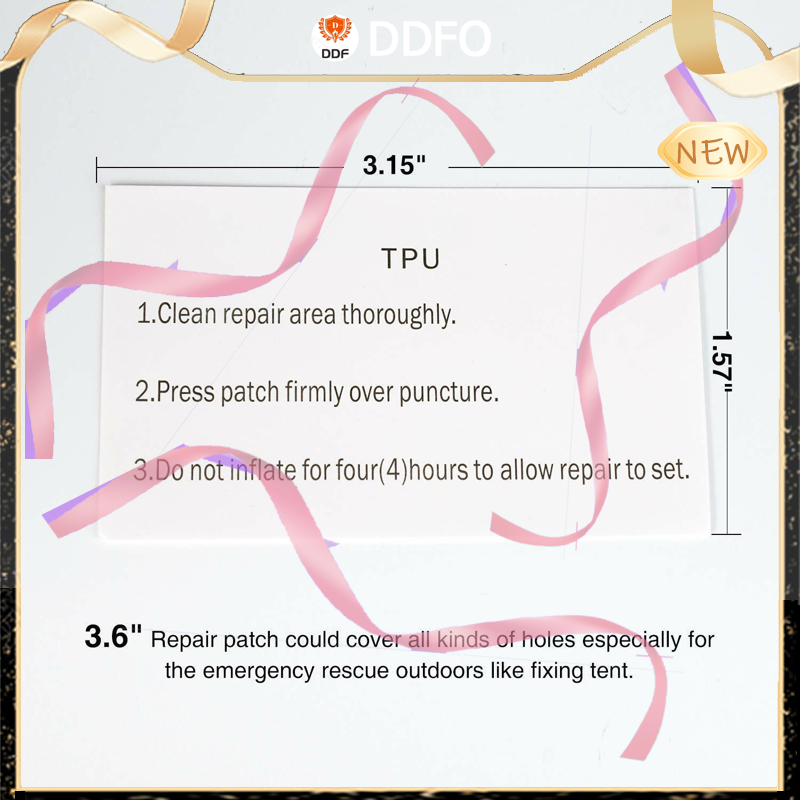 DDF
DDFO
NEW
3.15"
TPU
1.Clean repair area thoroughly.
1.57"
2.Press patch firmly over puncture.
3.Do not inflate for four(4)hours to allow repair to set.
3.6" Repair patch could cover all kinds of holes especially for
the emergency rescue outdoors like fixing tent.